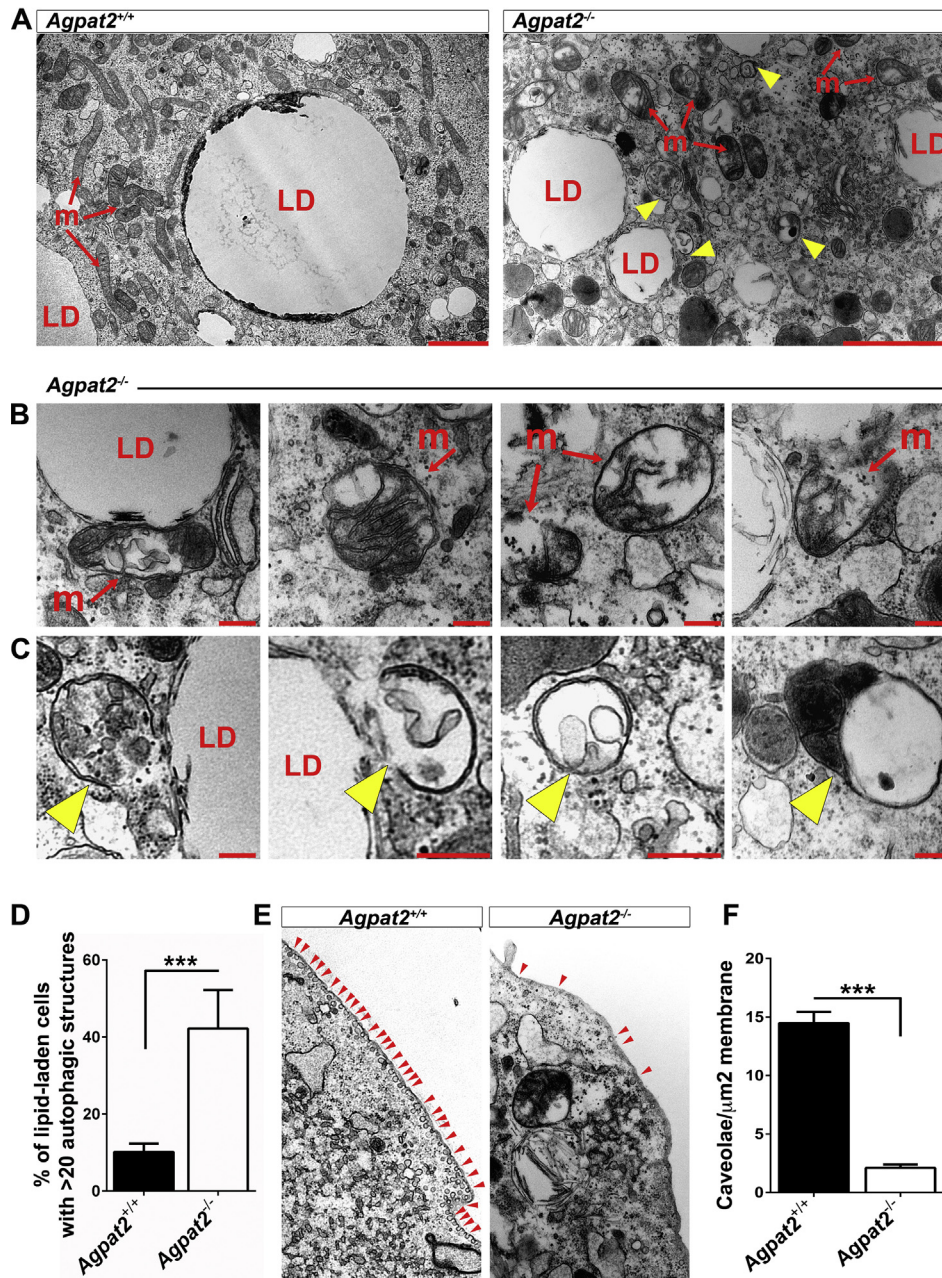 A Agpat2+/+ Agpat2-/-
m
LD
LD
m
m
LD
LD
LD
m
Agpat2-/-
B
LD
m
m
m
m
C
LD
LD
D
% of lipid-laden cells
with >20 autophagic structures
60
40
20
0
***
Agpat2+/+
Agpat2-/-
E
Agpat2+/+ Agpat2-/-
F
Caveolae/μm2 membrane
20
15
10
5
0
***
Agpat2+/+
Agpat2-/-